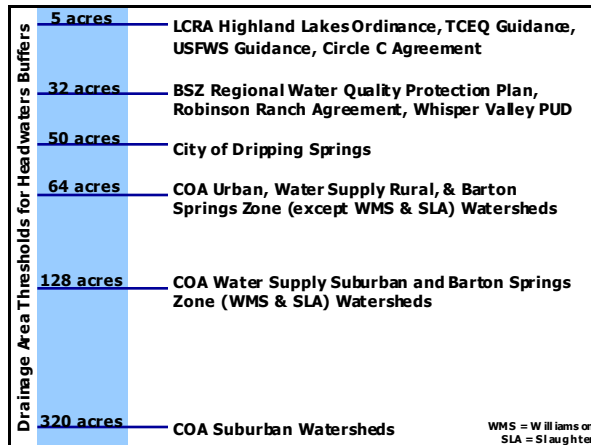 Drainage Area Thresholds for Headwaters Buffers
5 acres
LCRA Highland Lakes Ordinance, TCEQ Guidance,
USFWS Guidance, Circle C Agreement
32 acres
BSZ Regional Water Quality Protection Plan,
Robinson Ranch Agreement, Whisper Valley PUD
50 acres
City of Dripping Springs
64 acres
COA Urban, Water Supply Rural, & Barton
Springs Zone (except WMS & SLA) Watersheds
128 acres
COA Water Supply Suburban and Barton Springs
Zone (WMS & SLA) Watersheds
320 acres
COA Suburban Watersheds
WMS = Williamson
SLA = Slaughter